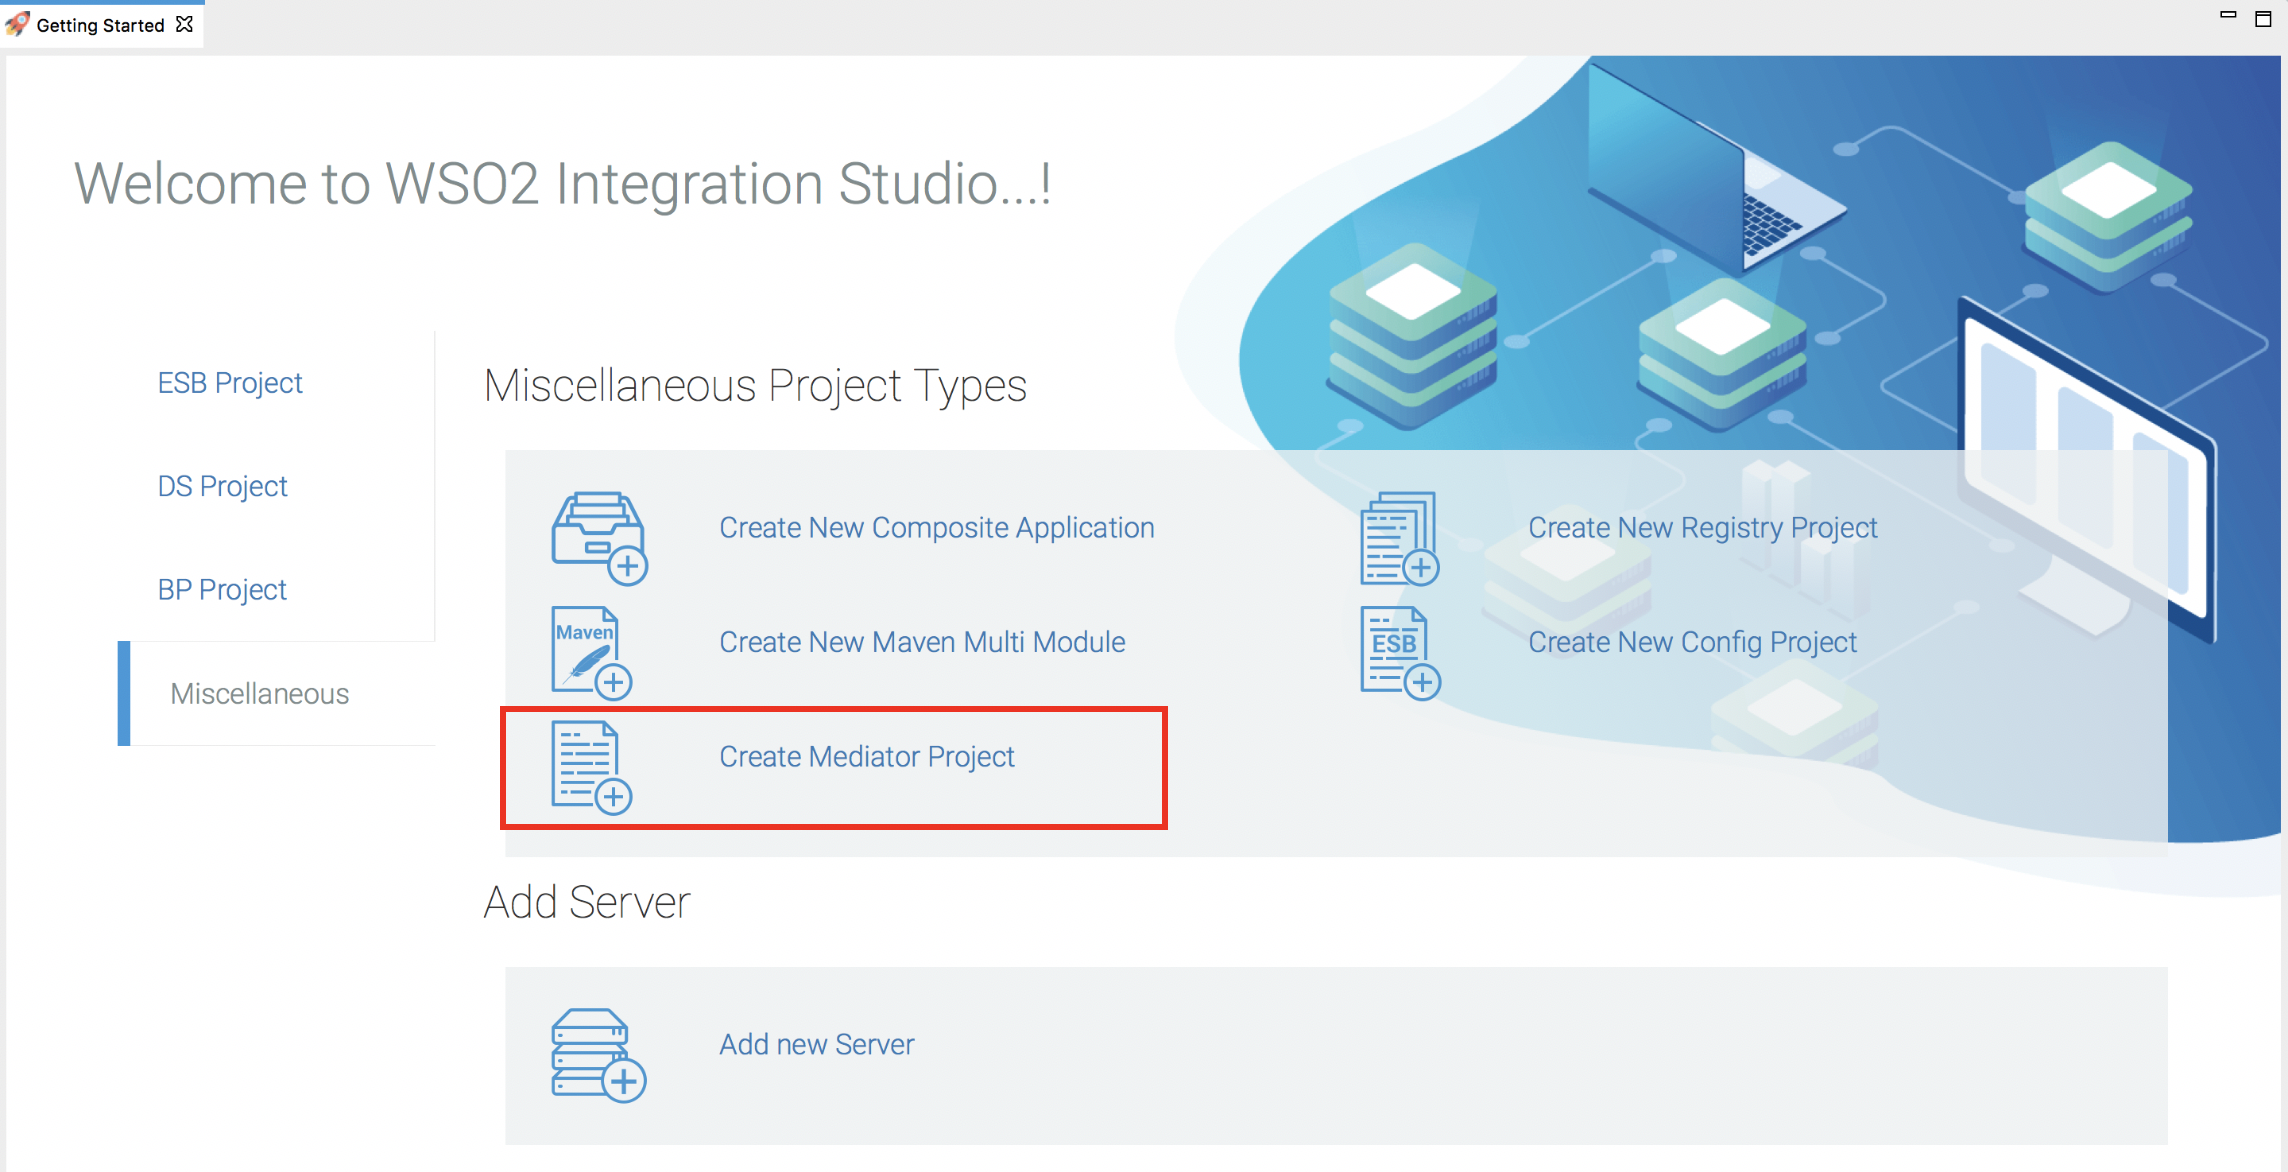 Getting Started
Welcome to WSO2 Integration Studio...!
ESB Project
DS Project
BP Project
Miscellaneous
Miscellaneous Project Types
Create New Composite Application
Create New Registry Project
Maven
Create New Maven Multi Module
ESB
Create New Config Project
Create Mediator Project
Add Server
Add new Server